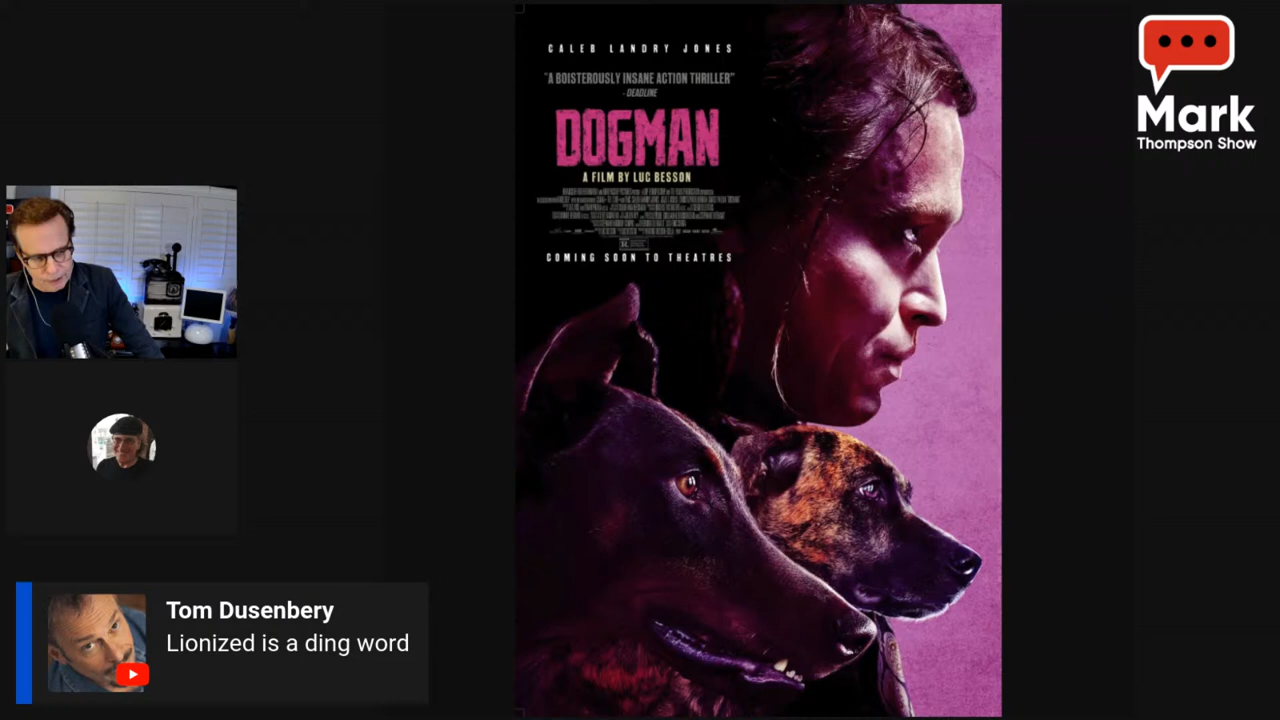 CALEB LANDRY JONES
"A BOISTEROUSLY INSANE ACTION THRILLER"
- DEADLINE
DOGMAN
A FILM BY LUC BESSON
R
COMING SOON TO THEATRES
Mark
Thompson Show
Tom Dusenbery
Lionized is a ding word